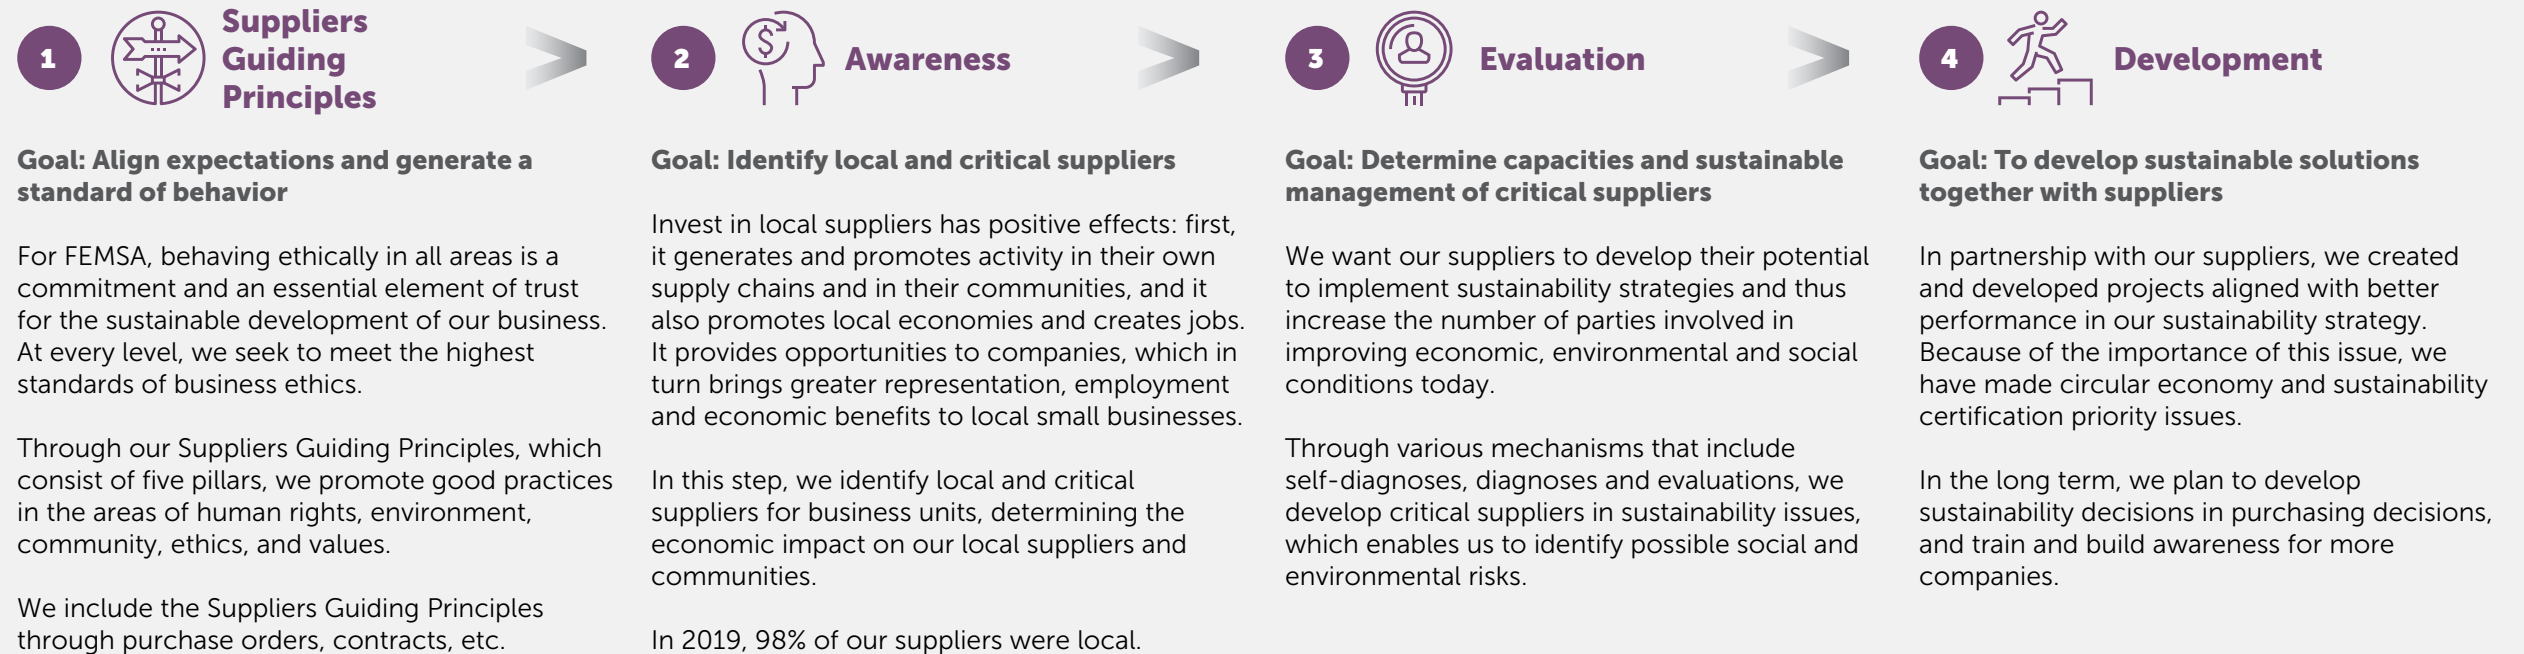 1
Suppliers
Guiding
Principles
Goal: Align expectations and generate a
standard of behavior
For FEMSA, behaving ethically in all areas is a
commitment and an essential element of trust
for the sustainable development of our business.
At every level, we seek to meet the highest
standards of business ethics.
Through our Suppliers Guiding Principles, which
consist of five pillars, we promote good practices
in the areas of human rights, environment,
community, ethics, and values.
We include the Suppliers Guiding Principles
through purchase orders, contracts, etc.
2
$
Awareness
Goal: Identify local and critical suppliers
Invest in local suppliers has positive effects: first,
it generates and promotes activity in their own
supply chains and in their communities, and it
also promotes local economies and creates jobs.
It provides opportunities to companies, which in
turn brings greater representation, employment
and economic benefits to local small businesses.
In this step, we identify local and critical
suppliers for business units, determining the
economic impact on our local suppliers and
communities.
In 2019, 98% of our suppliers were local.
3
Evaluation
Goal: Determine capacities and sustainable
management of critical suppliers
We want our suppliers to develop their potential
to implement sustainability strategies and thus
increase the number of parties involved in
improving economic, environmental and social
conditions today.
Through various mechanisms that include
self-diagnoses, diagnoses and evaluations, we
develop critical suppliers in sustainability issues,
which enables us to identify possible social and
environmental risks.
4
Development
Goal: To develop sustainable solutions
together with suppliers
In partnership with our suppliers, we created
and developed projects aligned with better
performance in our sustainability strategy.
Because of the importance of this issue, we
have made circular economy and sustainability
certification priority issues.
In the long term, we plan to develop
sustainability decisions in purchasing decisions,
and train and build awareness for more
companies.